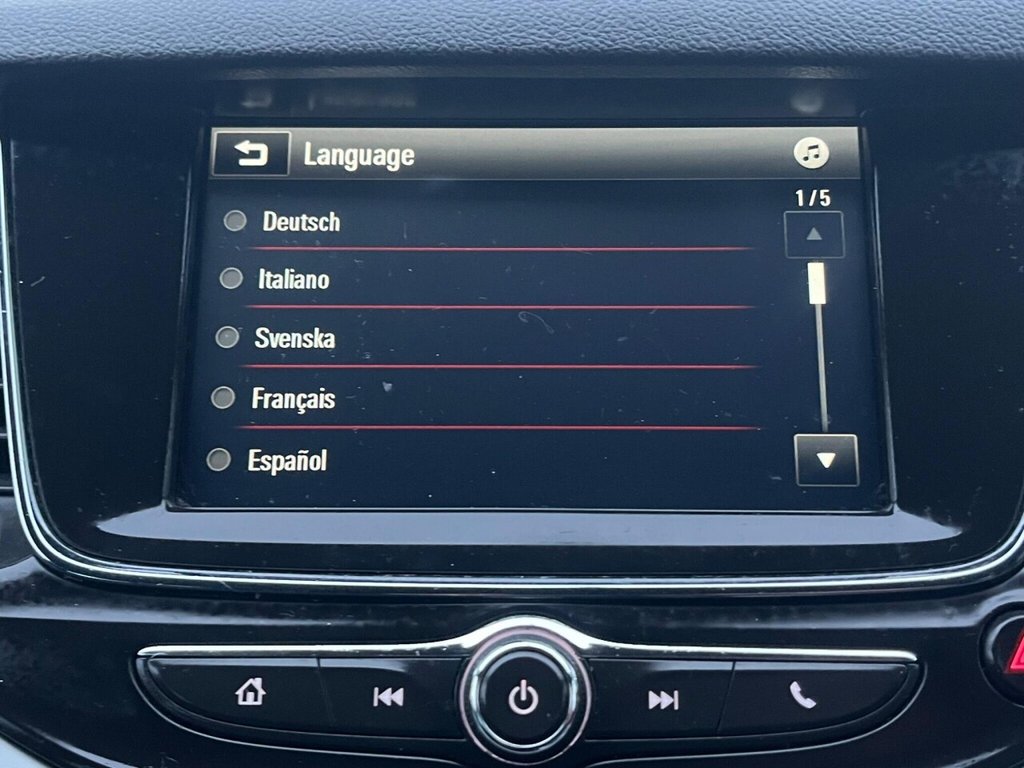 Language
1/5
Deutsch
Italiano
Svenska
Français
Español